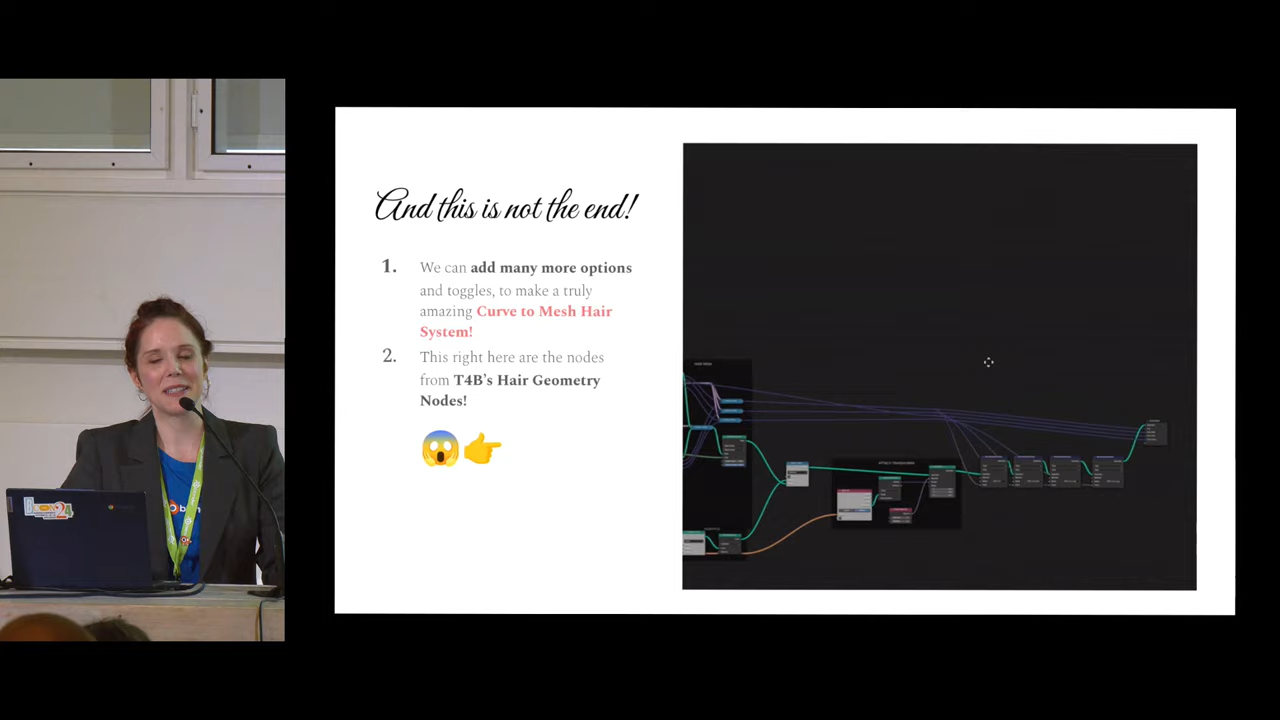 And this is not the end!
1. We can add many more options
and toggles, to make a truly
amazing Curve to Mesh Hair
System!
2. This right here are the nodes
from T4B's Hair Geometry
Nodes!